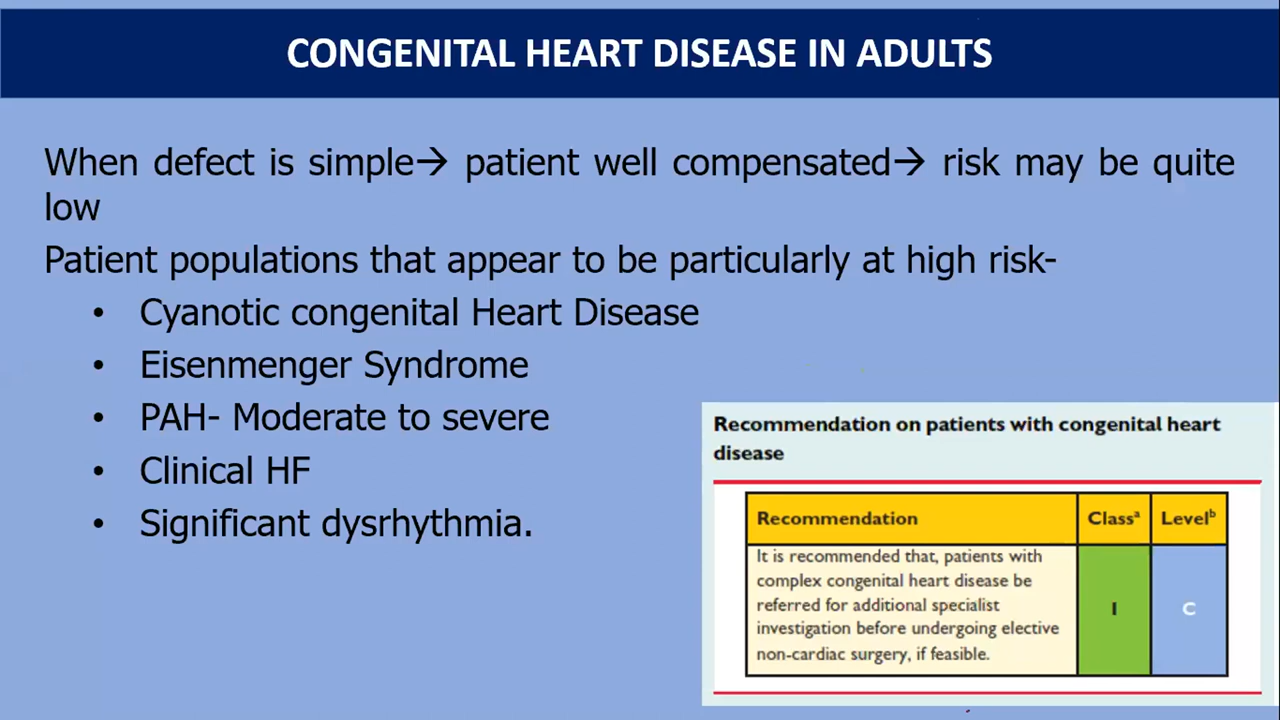 CONGENITAL HEART DISEASE IN ADULTS
When defect is simple→ patient well compensated→ risk may be quite
low
Patient populations that appear to be particularly at high risk-
• Cyanotic congenital Heart Disease
• Eisenmenger Syndrome
• PAH- Moderate to severe
• Clinical HF
• Significant dysrhythmia.
Recommendation on patients with congenital heart
disease
Recommendation Classᵃ Levelᵇ
It is recommended that, patients with
complex congenital heart disease be
referred for additional specialist
investigation before undergoing elective
non-cardiac surgery, if feasible.
I C